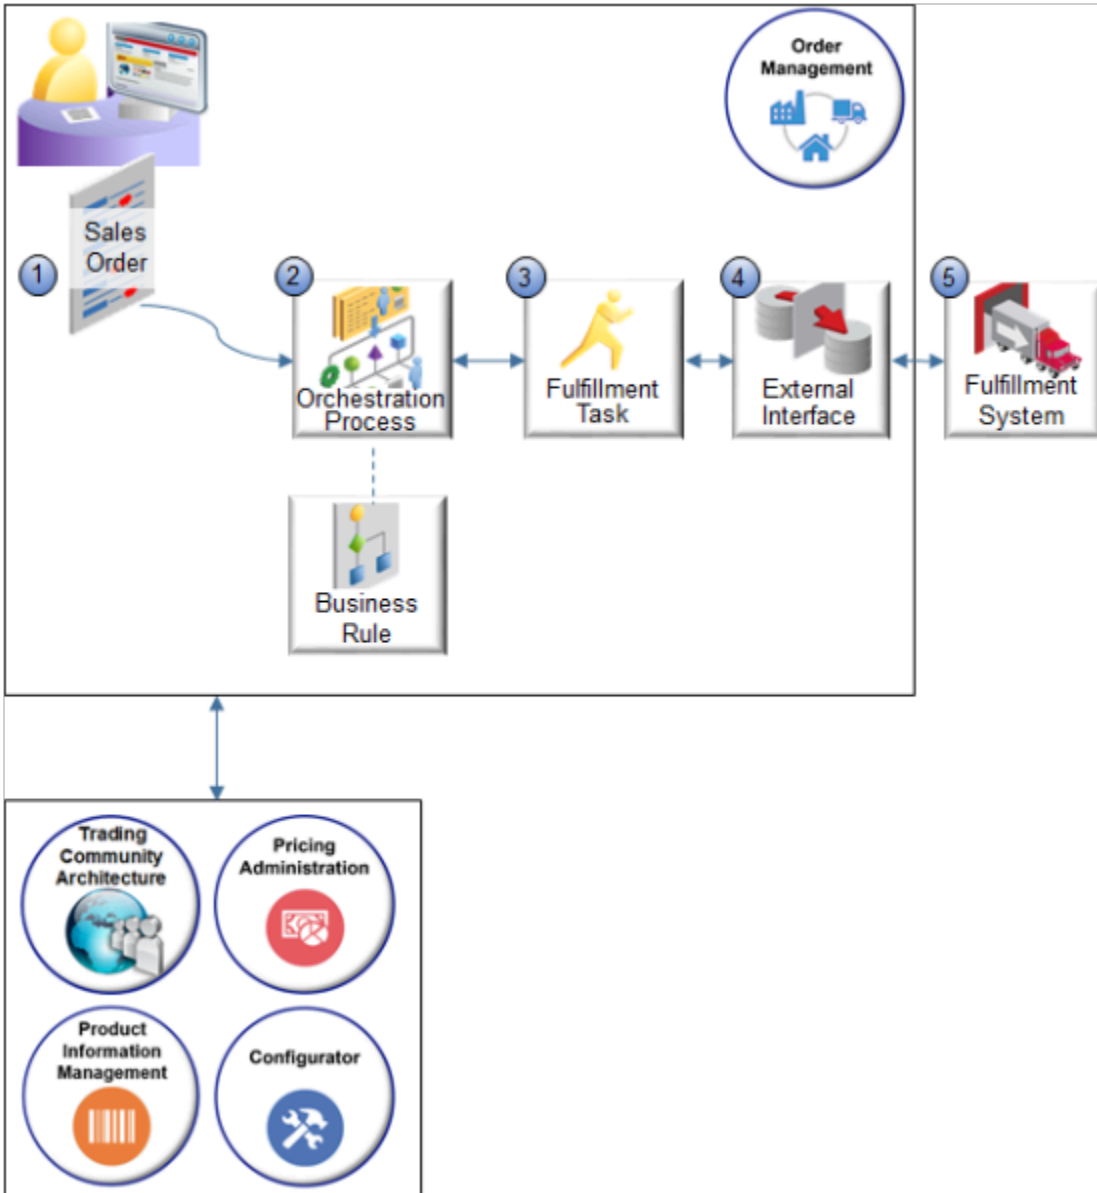 Order
Management
Sales
Order
1
2
3
4
5
Orchestration
Process
Fulfillment
Task
External
Interface
Fulfillment
System
Business
Rule
Trading
Community
Architecture
Pricing
Administration
Product
Information
Management
Configurator